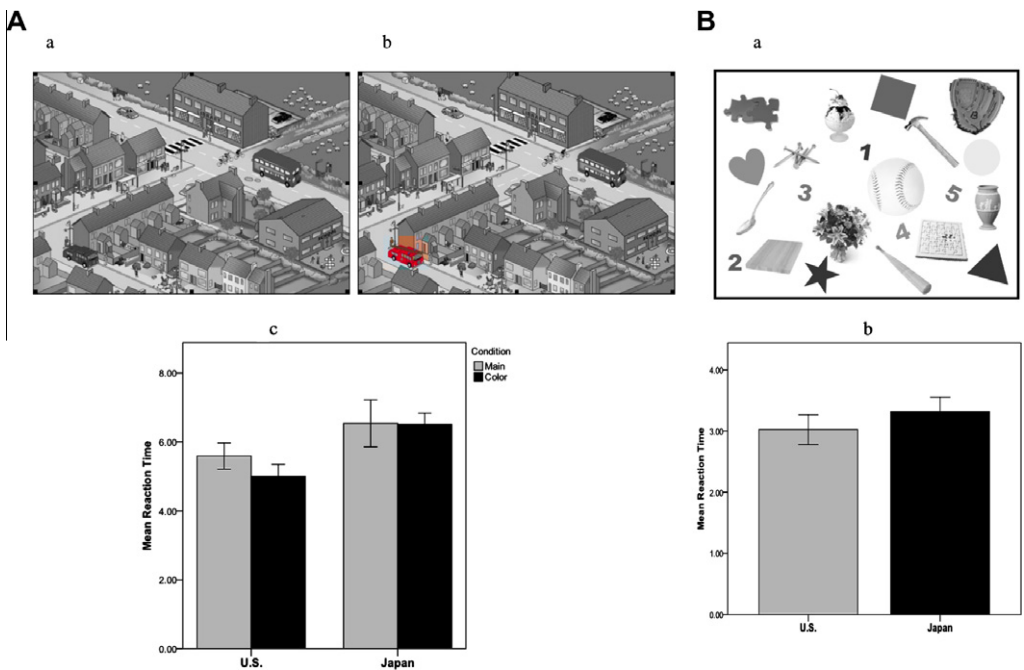 A
a
b
B
a
1
3
5
4
2
c
8.00
6.00
4.00
2.00
0.00
Mean Reaction Time
U.S.
Japan
Condition
Main
Color
b
4.00
3.00
2.00
1.00
0.00
Mean Reaction Time
U.S.
Japan